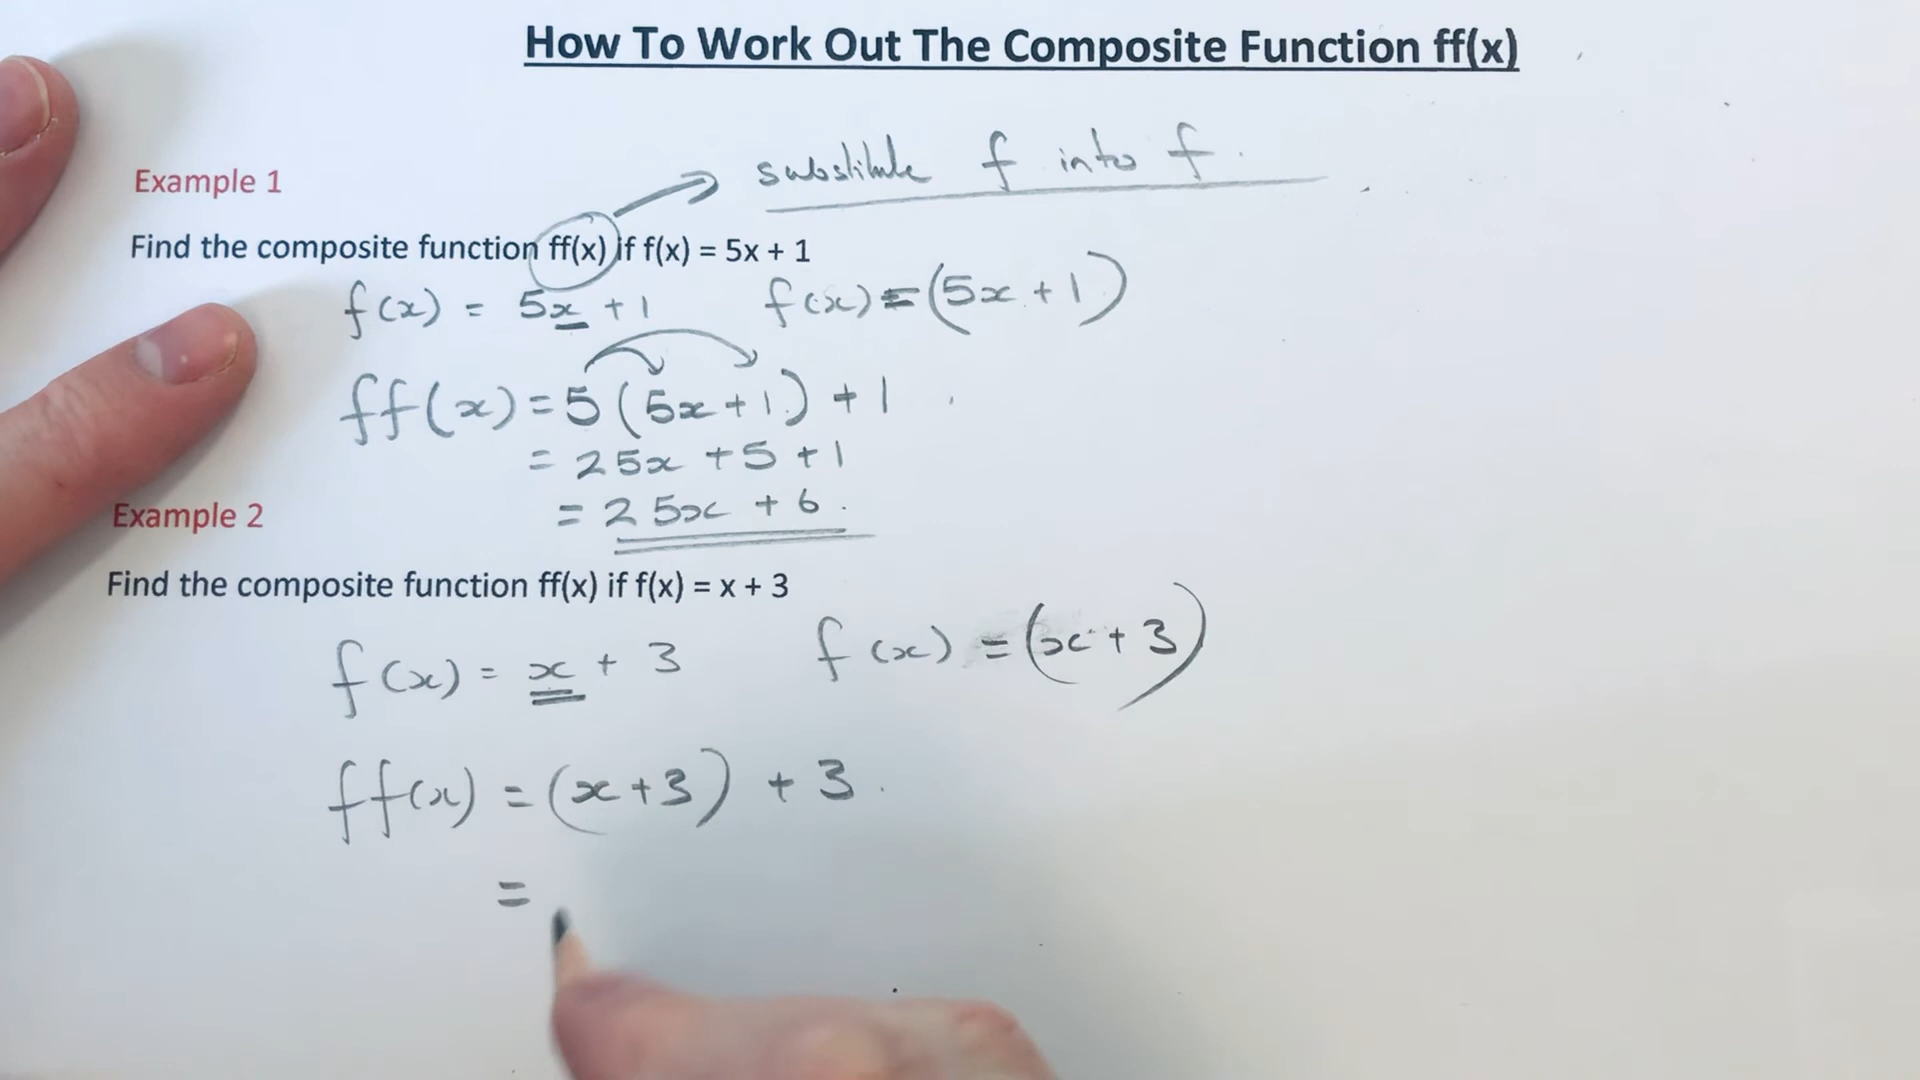 How To Work Out The Composite Function ff(x)
substitute f into f.
Example 1
Find the composite function ff(x) if f(x) = 5x + 1
f(x) = 5x + 1 f(x) = (5x + 1)
ff(x) = 5(5x + 1) + 1
= 25x + 5 + 1
= 25x + 6.
Example 2
Find the composite function ff(x) if f(x) = x + 3
f(x) = x + 3 f(x) = (x + 3)
ff(x) = (x + 3) + 3.
=